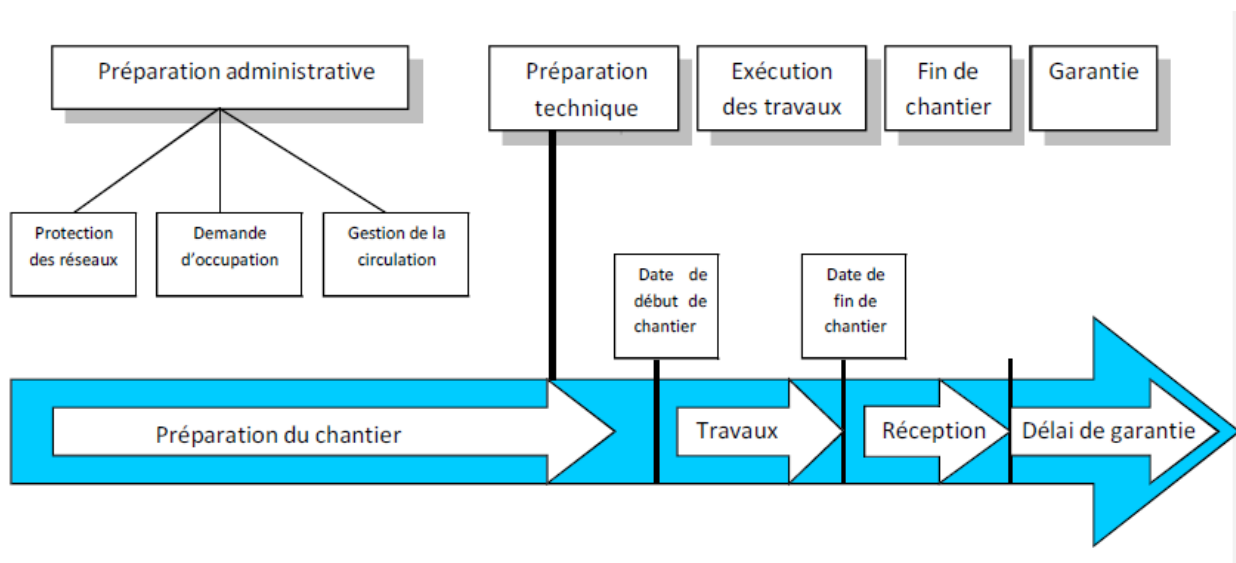 Préparation administrative
Préparation
technique
Exécution
des travaux
Fin de
chantier
Garantie
Protection
des réseaux
Demande
d'occupation
Gestion de la
circulation
Date de
début de
chantier
Date de
fin de
chantier
Préparation du chantier
Travaux
Réception
Délai de garantie